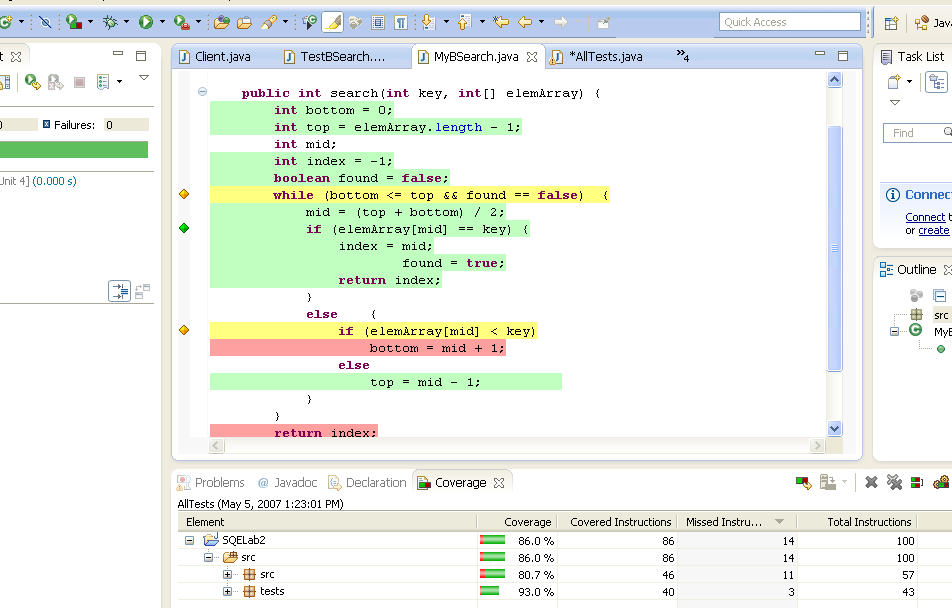 Quick Access
Jav
t
Client.java
TestBSearch....
MyBSearch.java
*AllTests.java
»4
Task List
0
Failures: 0
Unit 4] (0.000 s)
Find
Connec
Connect t
or create
Outline
src
MyB
public int search(int key, int[] elemArray) {
int bottom = 0;
int top = elemArray.length - 1;
int mid;
int index = -1;
boolean found = false;
while (bottom <= top && found == false) {
mid = (top + bottom) / 2;
if (elemArray[mid] == key) {
index = mid;
found = true;
return index;
}
else {
if (elemArray[mid] < key)
bottom = mid + 1;
else
top = mid - 1;
}
}
return index;
Problems @ Javadoc Declaration Coverage
AllTests (May 5, 2007 1:23:01 PM)
Element Coverage Covered Instructions Missed Instru... Total Instructions
SQELab2 86.0 % 86 14 100
src 86.0 % 86 14 100
src 80.7 % 46 11 57
tests 93.0 % 40 3 43